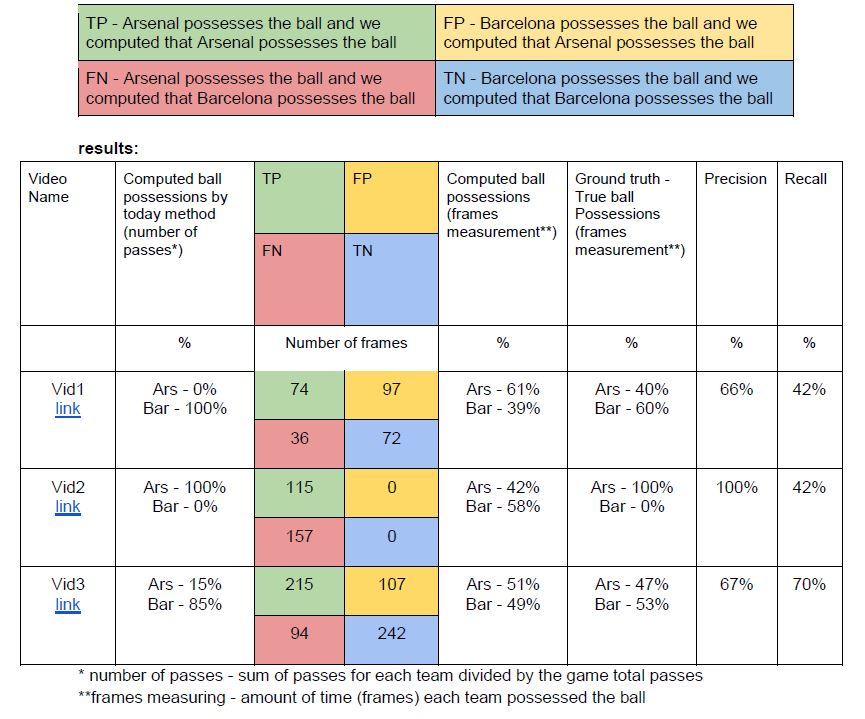 TP - Arsenal possesses the ball and we
computed that Arsenal possesses the ball
FP - Barcelona possesses the ball and we
computed that Arsenal possesses the ball
FN - Arsenal possesses the ball and we
computed that Barcelona possesses the ball
TN - Barcelona possesses the ball and we
computed that Barcelona possesses the ball
results:
Video
Name
Computed ball
possessions by
today method
(number of
passes*)
TP
FP
FN
TN
Computed ball
possessions
(frames
measurement**)
Ground truth -
True ball
Possessions
(frames
measurement**)
Precision
Recall
%
Number of frames
%
%
%
%
Vid1
link
Ars - 0%
Bar - 100%
74
97
36
72
Ars - 61%
Bar - 39%
Ars - 40%
Bar - 60%
66%
42%
Vid2
link
Ars - 100%
Bar - 0%
115
0
157
0
Ars - 42%
Bar - 58%
Ars - 100%
Bar - 0%
100%
42%
Vid3
link
Ars - 15%
Bar - 85%
215
107
94
242
Ars - 51%
Bar - 49%
Ars - 47%
Bar - 53%
67%
70%
* number of passes - sum of passes for each team divided by the game total passes
**frames measuring - amount of time (frames) each team possessed the ball